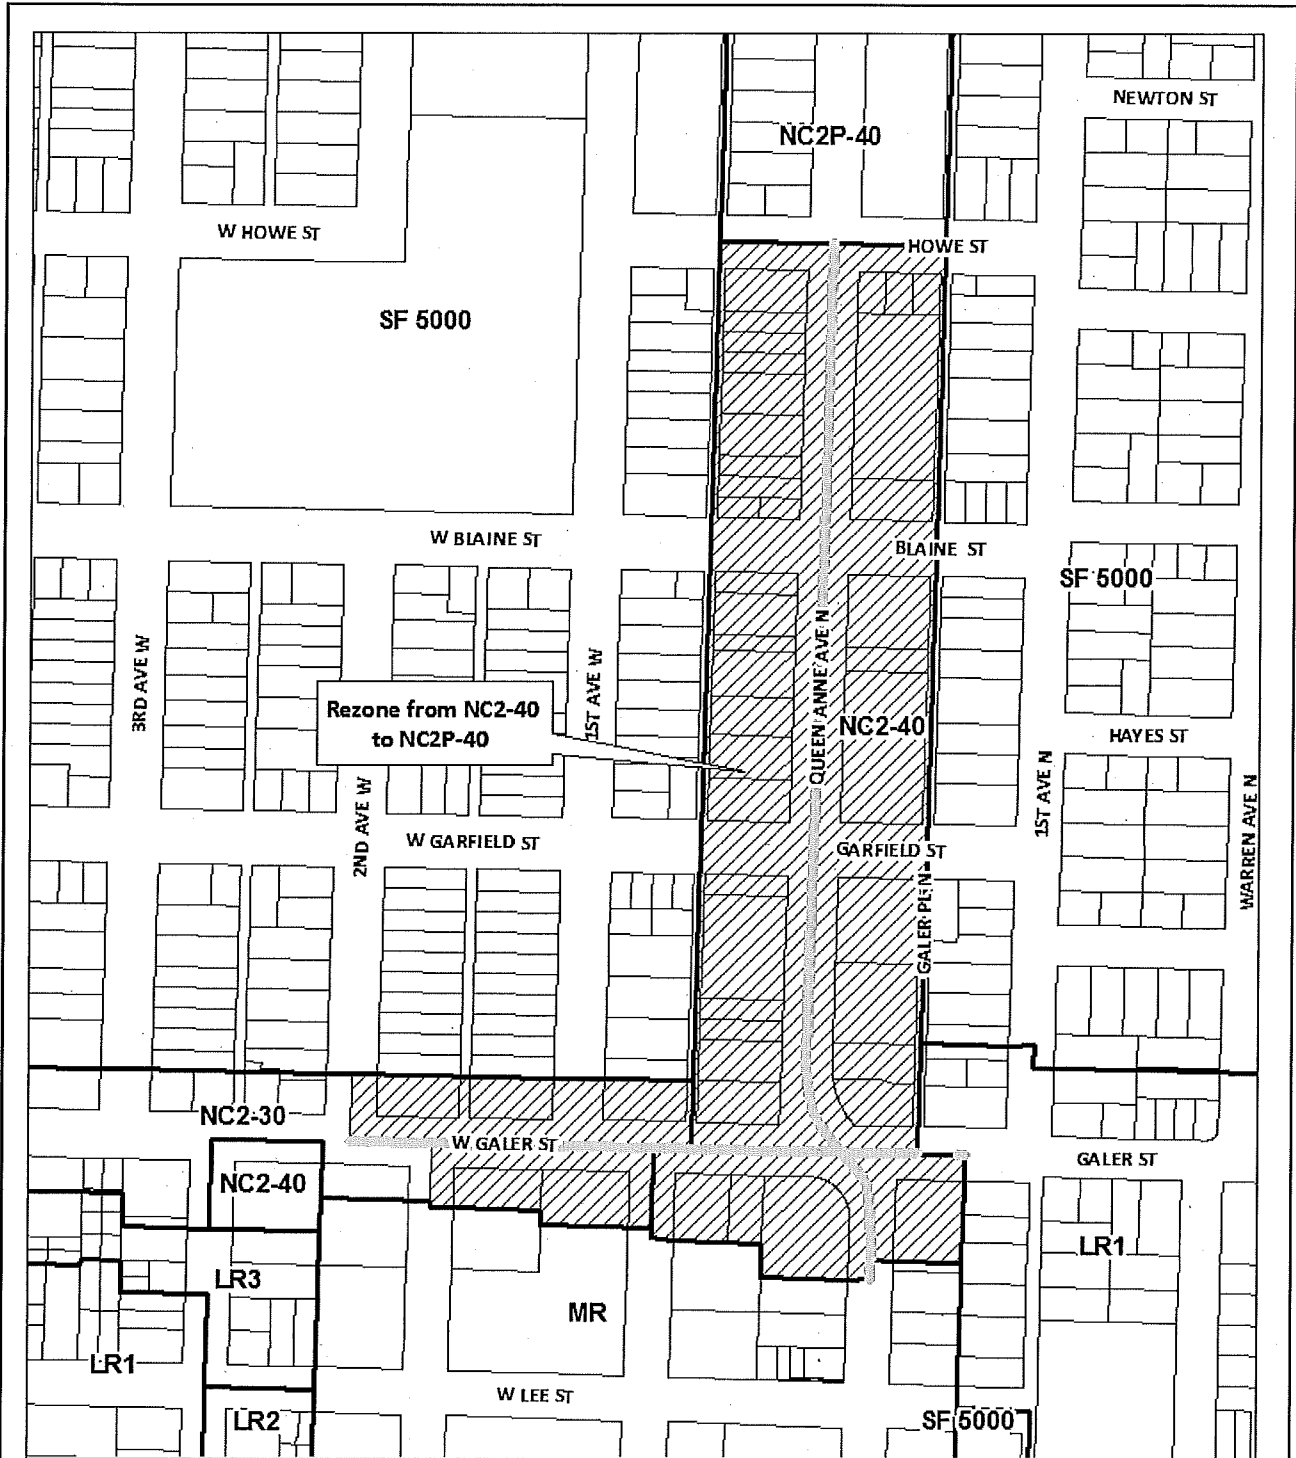 NEWTON ST
NC2P-40
W HOWE ST
HOWE ST
SF 5000
W BLAINE ST
BLAINE ST
SF 5000
3RD AVE W
1ST AVE W
QUEEN ANNE AVE N
Rezone from NC2-40
to NC2P-40
NC2-40
HAYES ST
2ND AVE W
1ST AVE N
WARREN AVE N
W GARFIELD ST
GARFIELD ST
GALER PL N
NC2-30
W GALER ST
GALER ST
NC2-40
LR1
LR3
MR
LR1
W LEE ST
LR2
SF 5000